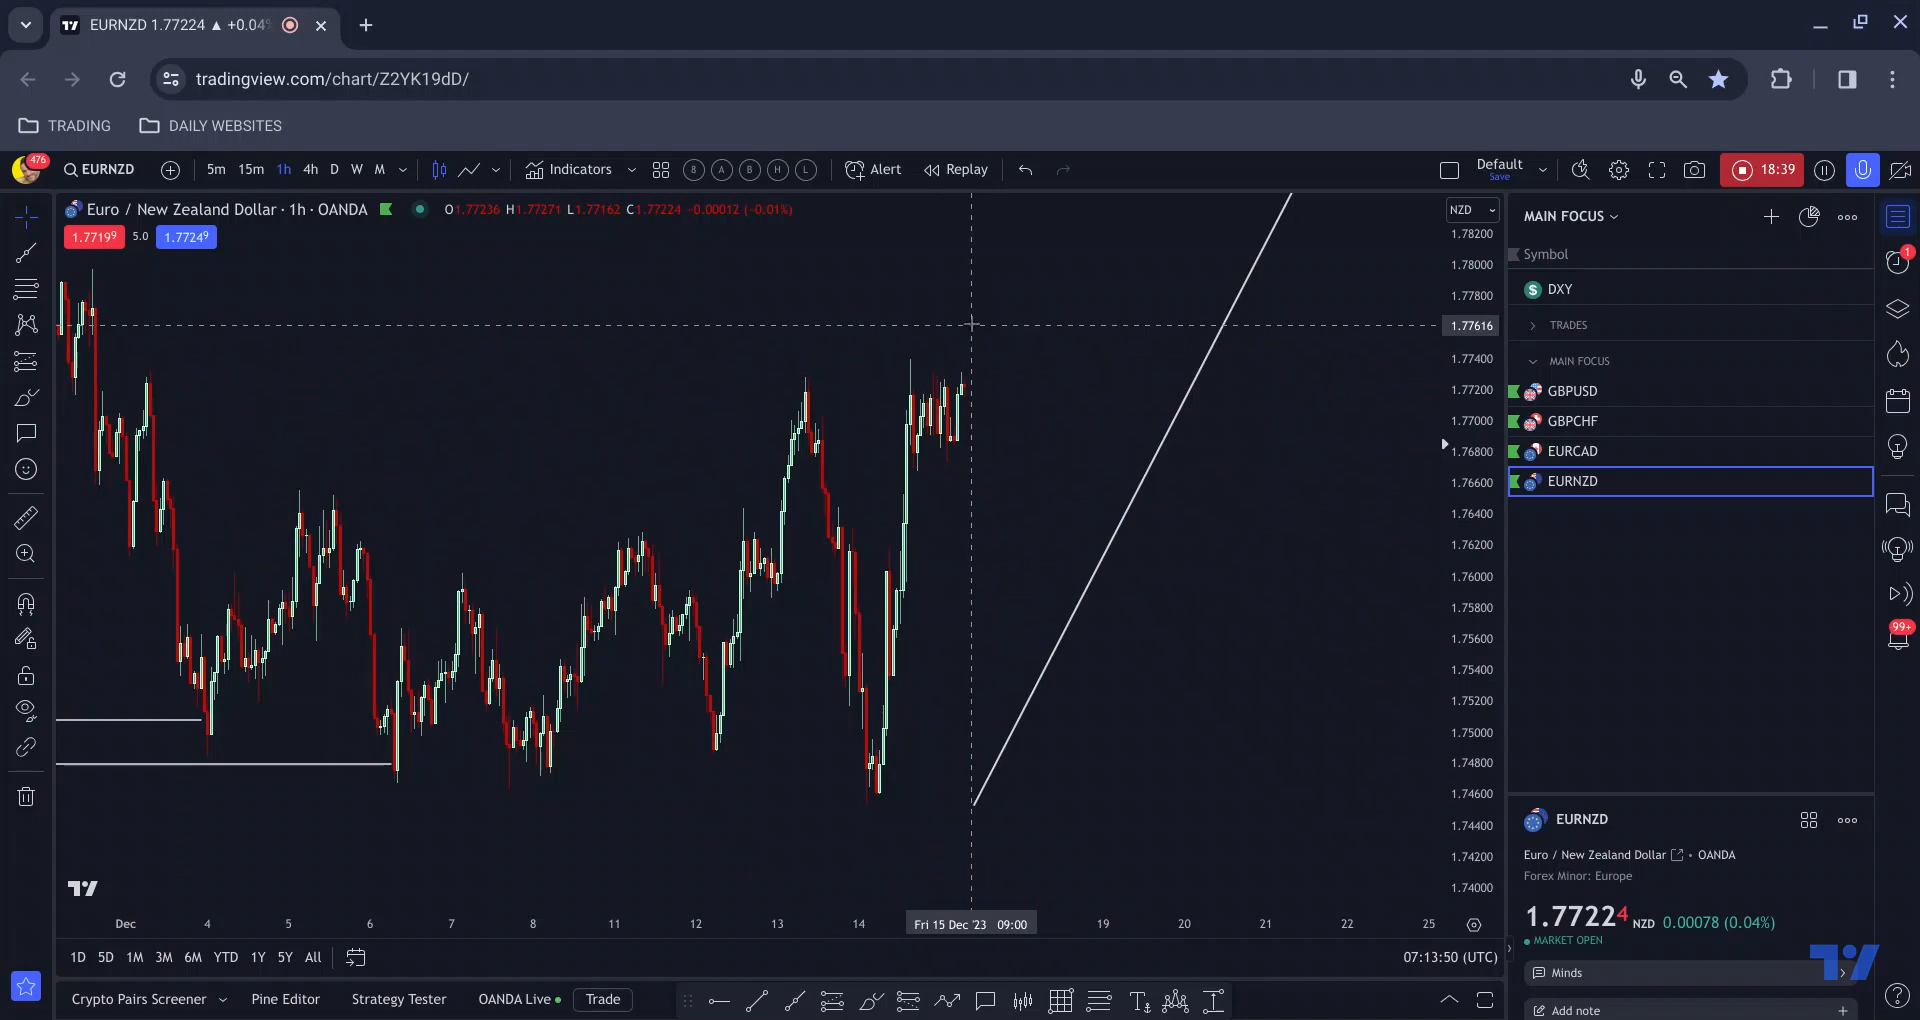 EURNZD 1.77224 ▲ +0.04%
tradingview.com/chart/Z2YK19dD/
TRADING
DAILY WEBSITES
476
EURNZD
5m 15m 1h 4h D W M
Indicators
8 A B H L
Alert
Replay
Default
Save
18:39
Euro / New Zealand Dollar · 1h · OANDA
O1.77236 H1.77271 L1.77162 C1.77224 −0.00012 (−0.01%)
1.77199 5.0 1.77249
NZD
1.78200
1.78000
1.77800
1.77616
1.77400
1.77200
1.77000
1.76800
1.76600
1.76400
1.76200
1.76000
1.75800
1.75600
1.75400
1.75200
1.75000
1.74800
1.74600
1.74400
1.74200
1.74000
Dec 4 5 6 7 8 11 12 13 14 Fri 15 Dec '23 09:00 19 20 21 22 25
1D 5D 1M 3M 6M YTD 1Y 5Y All
07:13:50 (UTC)
Crypto Pairs Screener
Pine Editor
Strategy Tester
OANDA Live
Trade
MAIN FOCUS
Symbol
DXY
TRADES
MAIN FOCUS
GBPUSD
GBPCHF
EURCAD
EURNZD
1
99+
EURNZD
Euro / New Zealand Dollar • OANDA
Forex Minor: Europe
1.77224 NZD 0.00078 (0.04%)
MARKET OPEN
Minds
Add note